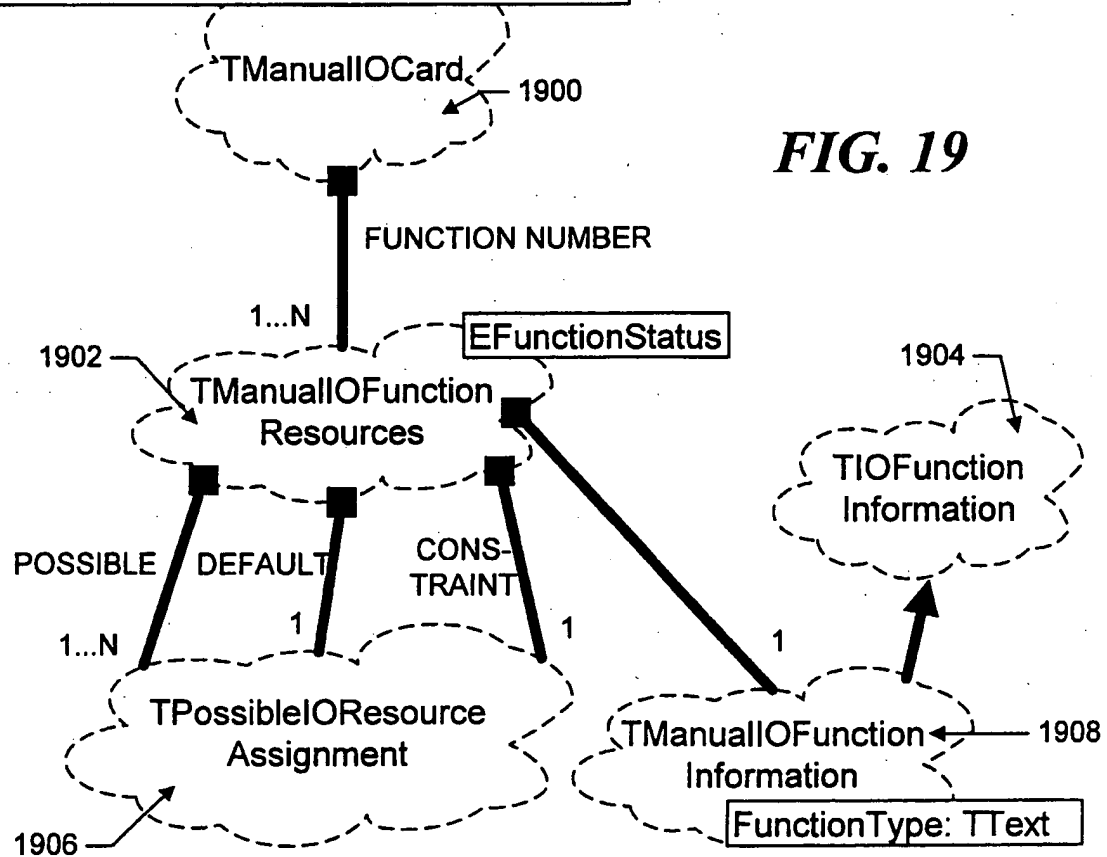 TManualIOCard
1900
FIG. 19
FUNCTION NUMBER
1...N
EFunctionStatus
1902
1904
TManualIOFunction
Resources
TIOFunction
Information
POSSIBLE
DEFAULT
CONS-
TRAINT
1...N
1
1
1
TPossibleIOResource
Assignment
TManualIOFunction
Information
1908
FunctionType: TText
1906